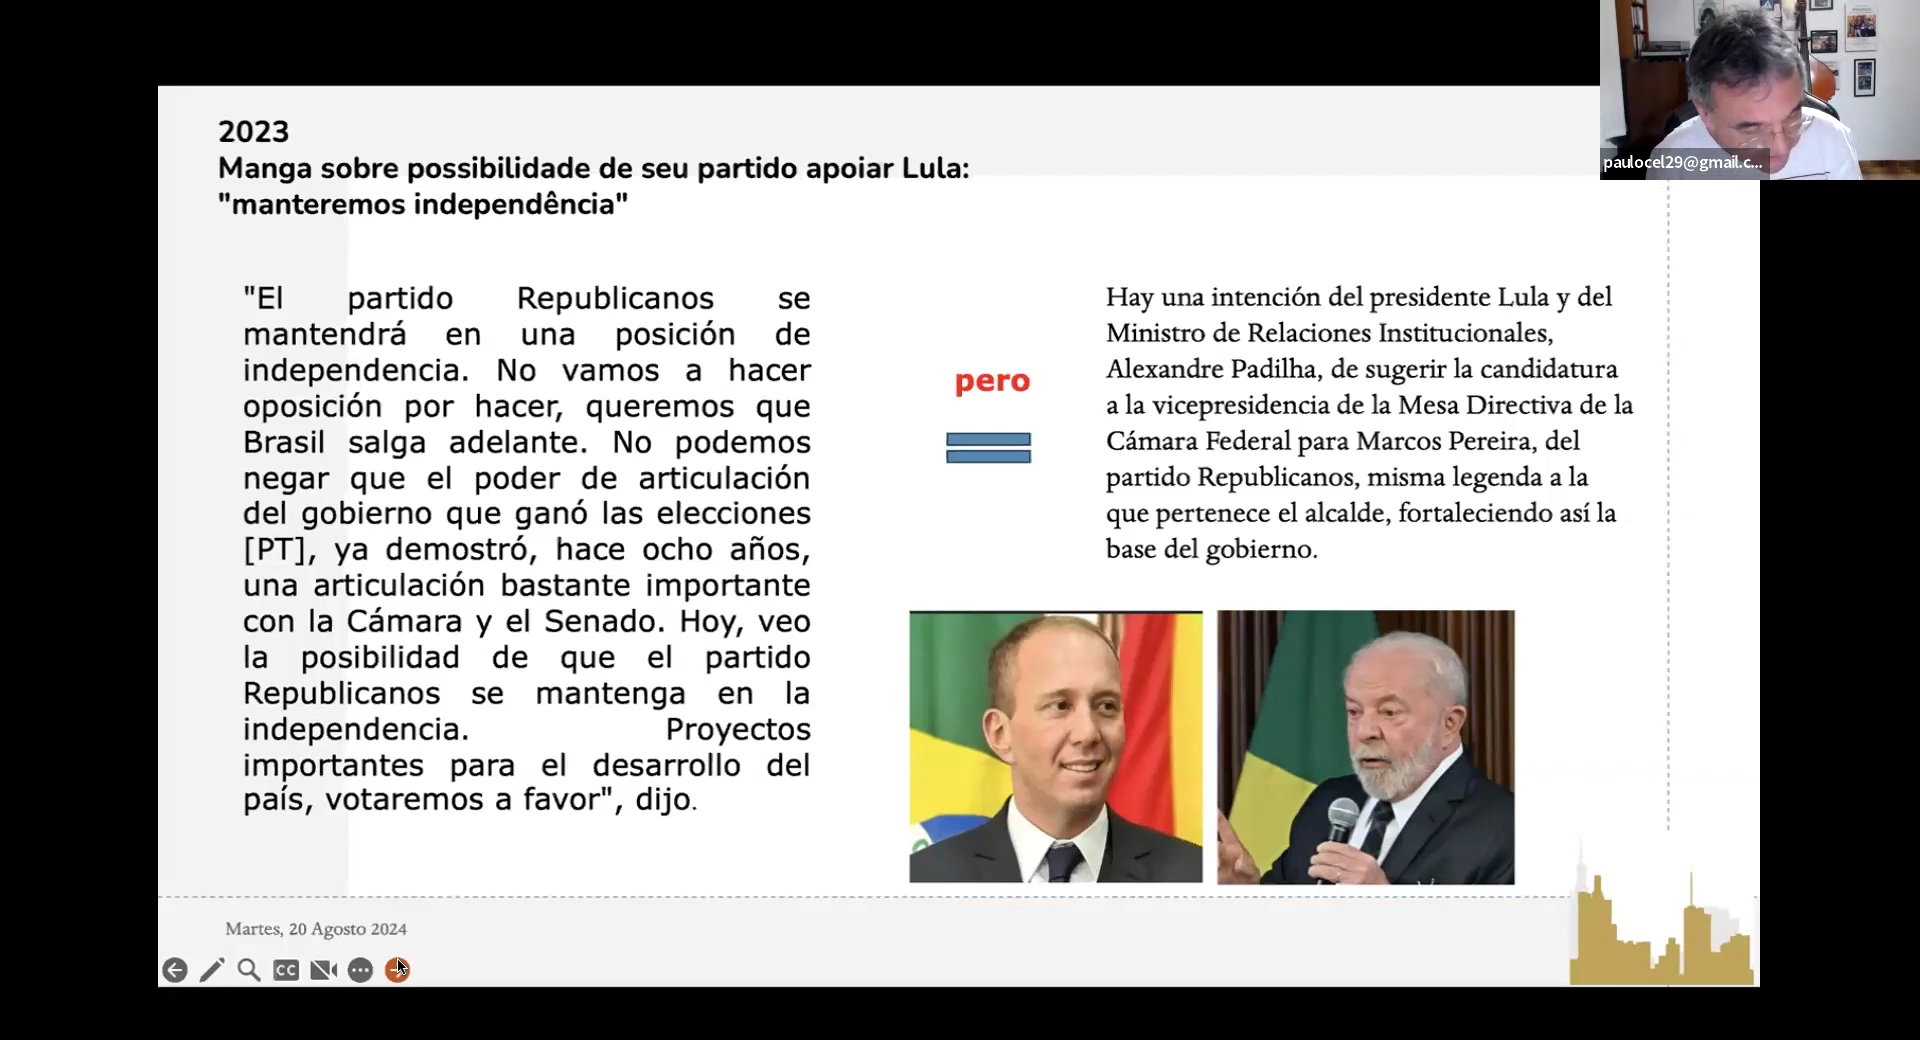 2023
Manga sobre possibilidade de seu partido apoiar Lula:
"manteremos independência"
"El partido Republicanos se
mantendrá en una posición de
independencia. No vamos a hacer
oposición por hacer, queremos que
Brasil salga adelante. No podemos
negar que el poder de articulación
del gobierno que ganó las elecciones
[PT], ya demostró, hace ocho años,
una articulación bastante importante
con la Cámara y el Senado. Hoy, veo
la posibilidad de que el partido
Republicanos se mantenga en la
independencia. Proyectos
importantes para el desarrollo del
país, votaremos a favor", dijo.
pero
Hay una intención del presidente Lula y del
Ministro de Relaciones Institucionales,
Alexandre Padilha, de sugerir la candidatura
a la vicepresidencia de la Mesa Directiva de la
Cámara Federal para Marcos Pereira, del
partido Republicanos, misma legenda a la
que pertenece el alcalde, fortaleciendo así la
base del gobierno.
Martes, 20 Agosto 2024
CC
paulocel29@gmail.c...